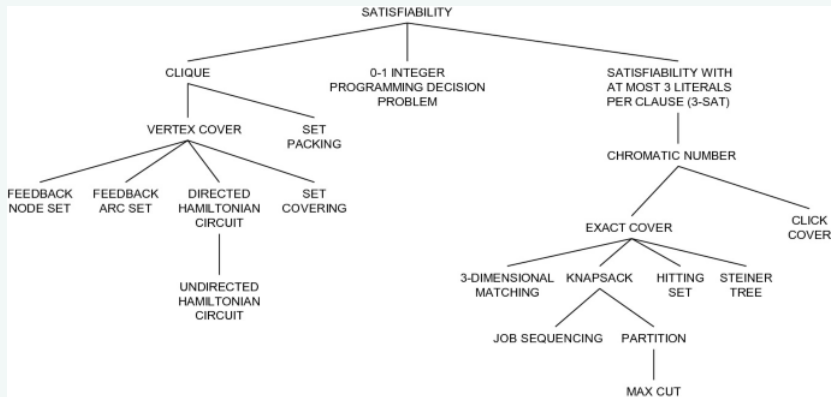 SATISFIABILITY
CLIQUE
0-1 INTEGER
PROGRAMMING DECISION
PROBLEM
SATISFIABILITY WITH
AT MOST 3 LITERALS
PER CLAUSE (3-SAT)
VERTEX COVER
SET
PACKING
CHROMATIC NUMBER
FEEDBACK
NODE SET
FEEDBACK
ARC SET
DIRECTED
HAMILTONIAN
CIRCUIT
SET
COVERING
EXACT COVER
CLICK
COVER
UNDIRECTED
HAMILTONIAN
CIRCUIT
3-DIMENSIONAL
MATCHING
KNAPSACK
HITTING
SET
STEINER
TREE
JOB SEQUENCING
PARTITION
MAX CUT